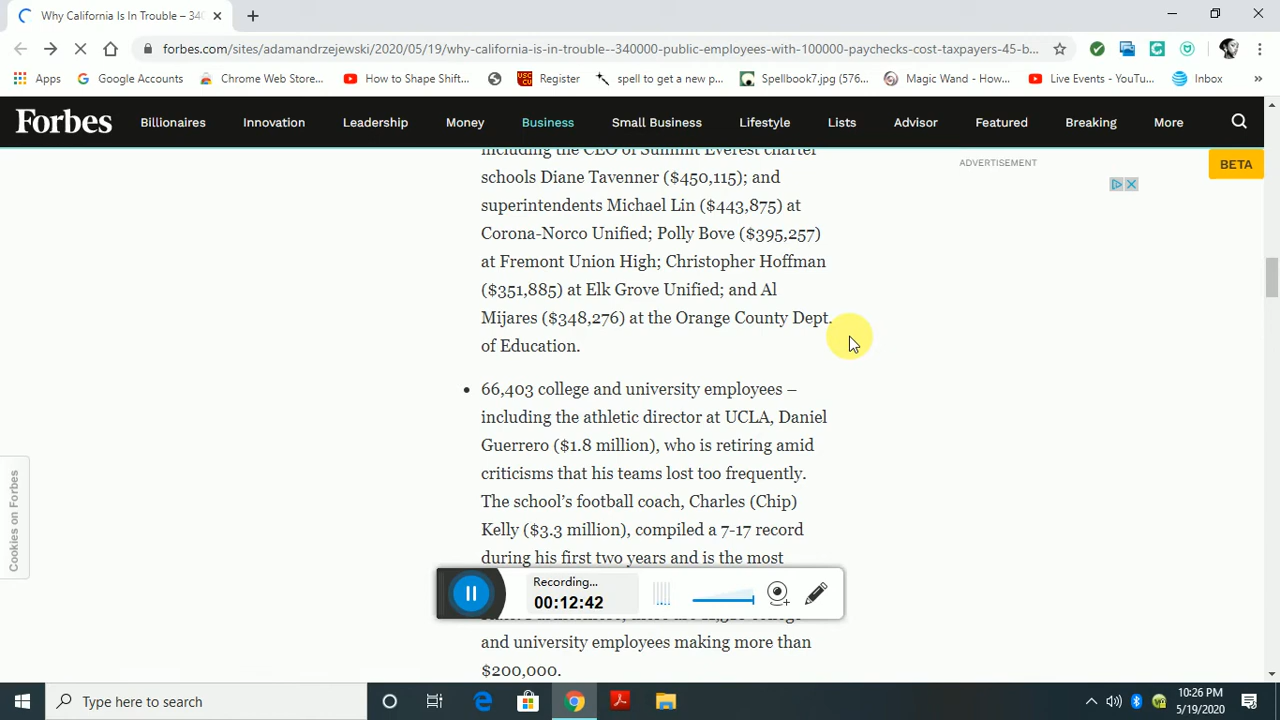 Why California Is In Trouble – 340
forbes.com/sites/adamandrzejewski/2020/05/19/why-california-is-in-trouble--340000-public-employees-with-100000-paychecks-cost-taxpayers-45-b...
Apps
Google Accounts
Chrome Web Store...
How to Shape Shift...
Register
spell to get a new p...
Spellbook7.jpg (576...
Magic Wand - How...
Live Events - YouTu...
Inbox
»
Forbes
Billionaires
Innovation
Leadership
Money
Business
Small Business
Lifestyle
Lists
Advisor
Featured
Breaking
More
BETA
ADVERTISEMENT
including the CEO of Summit Everest charter
schools Diane Tavenner ($450,115); and
superintendents Michael Lin ($443,875) at
Corona-Norco Unified; Polly Bove ($395,257)
at Fremont Union High; Christopher Hoffman
($351,885) at Elk Grove Unified; and Al
Mijares ($348,276) at the Orange County Dept.
of Education.
• 66,403 college and university employees –
including the athletic director at UCLA, Daniel
Guerrero ($1.8 million), who is retiring amid
criticisms that his teams lost too frequently.
The school’s football coach, Charles (Chip)
Kelly ($3.3 million), compiled a 7-17 record
during his first two years and is the most
and university employees making more than
$200,000.
Cookies on Forbes
Recording...
00:12:42
Type here to search
10:26 PM
5/19/2020